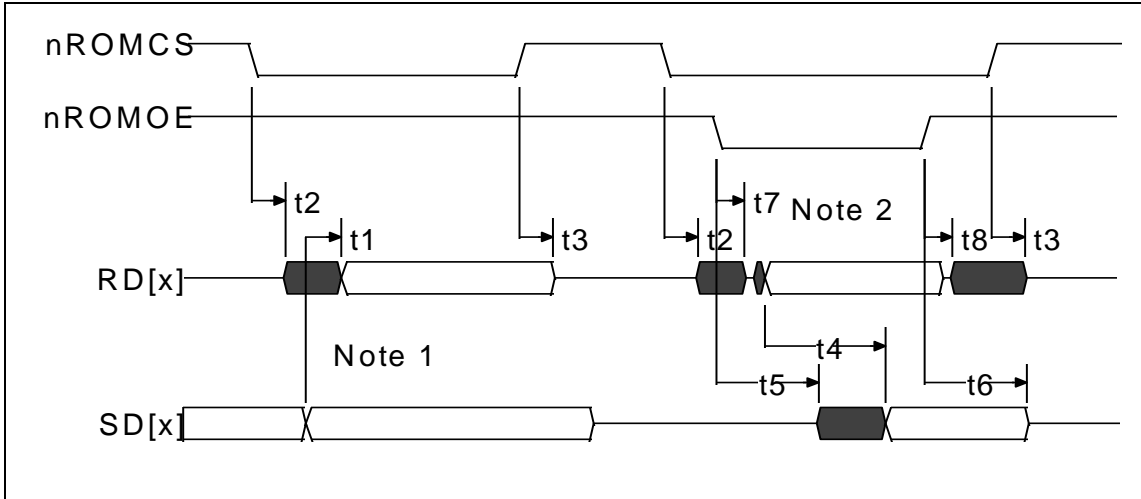 nROMCS
nROMOE
t2
t7
Note 2
t1
t3
t2
t8
t3
RD[x]
Note 1
t4
t5
t6
SD[x]